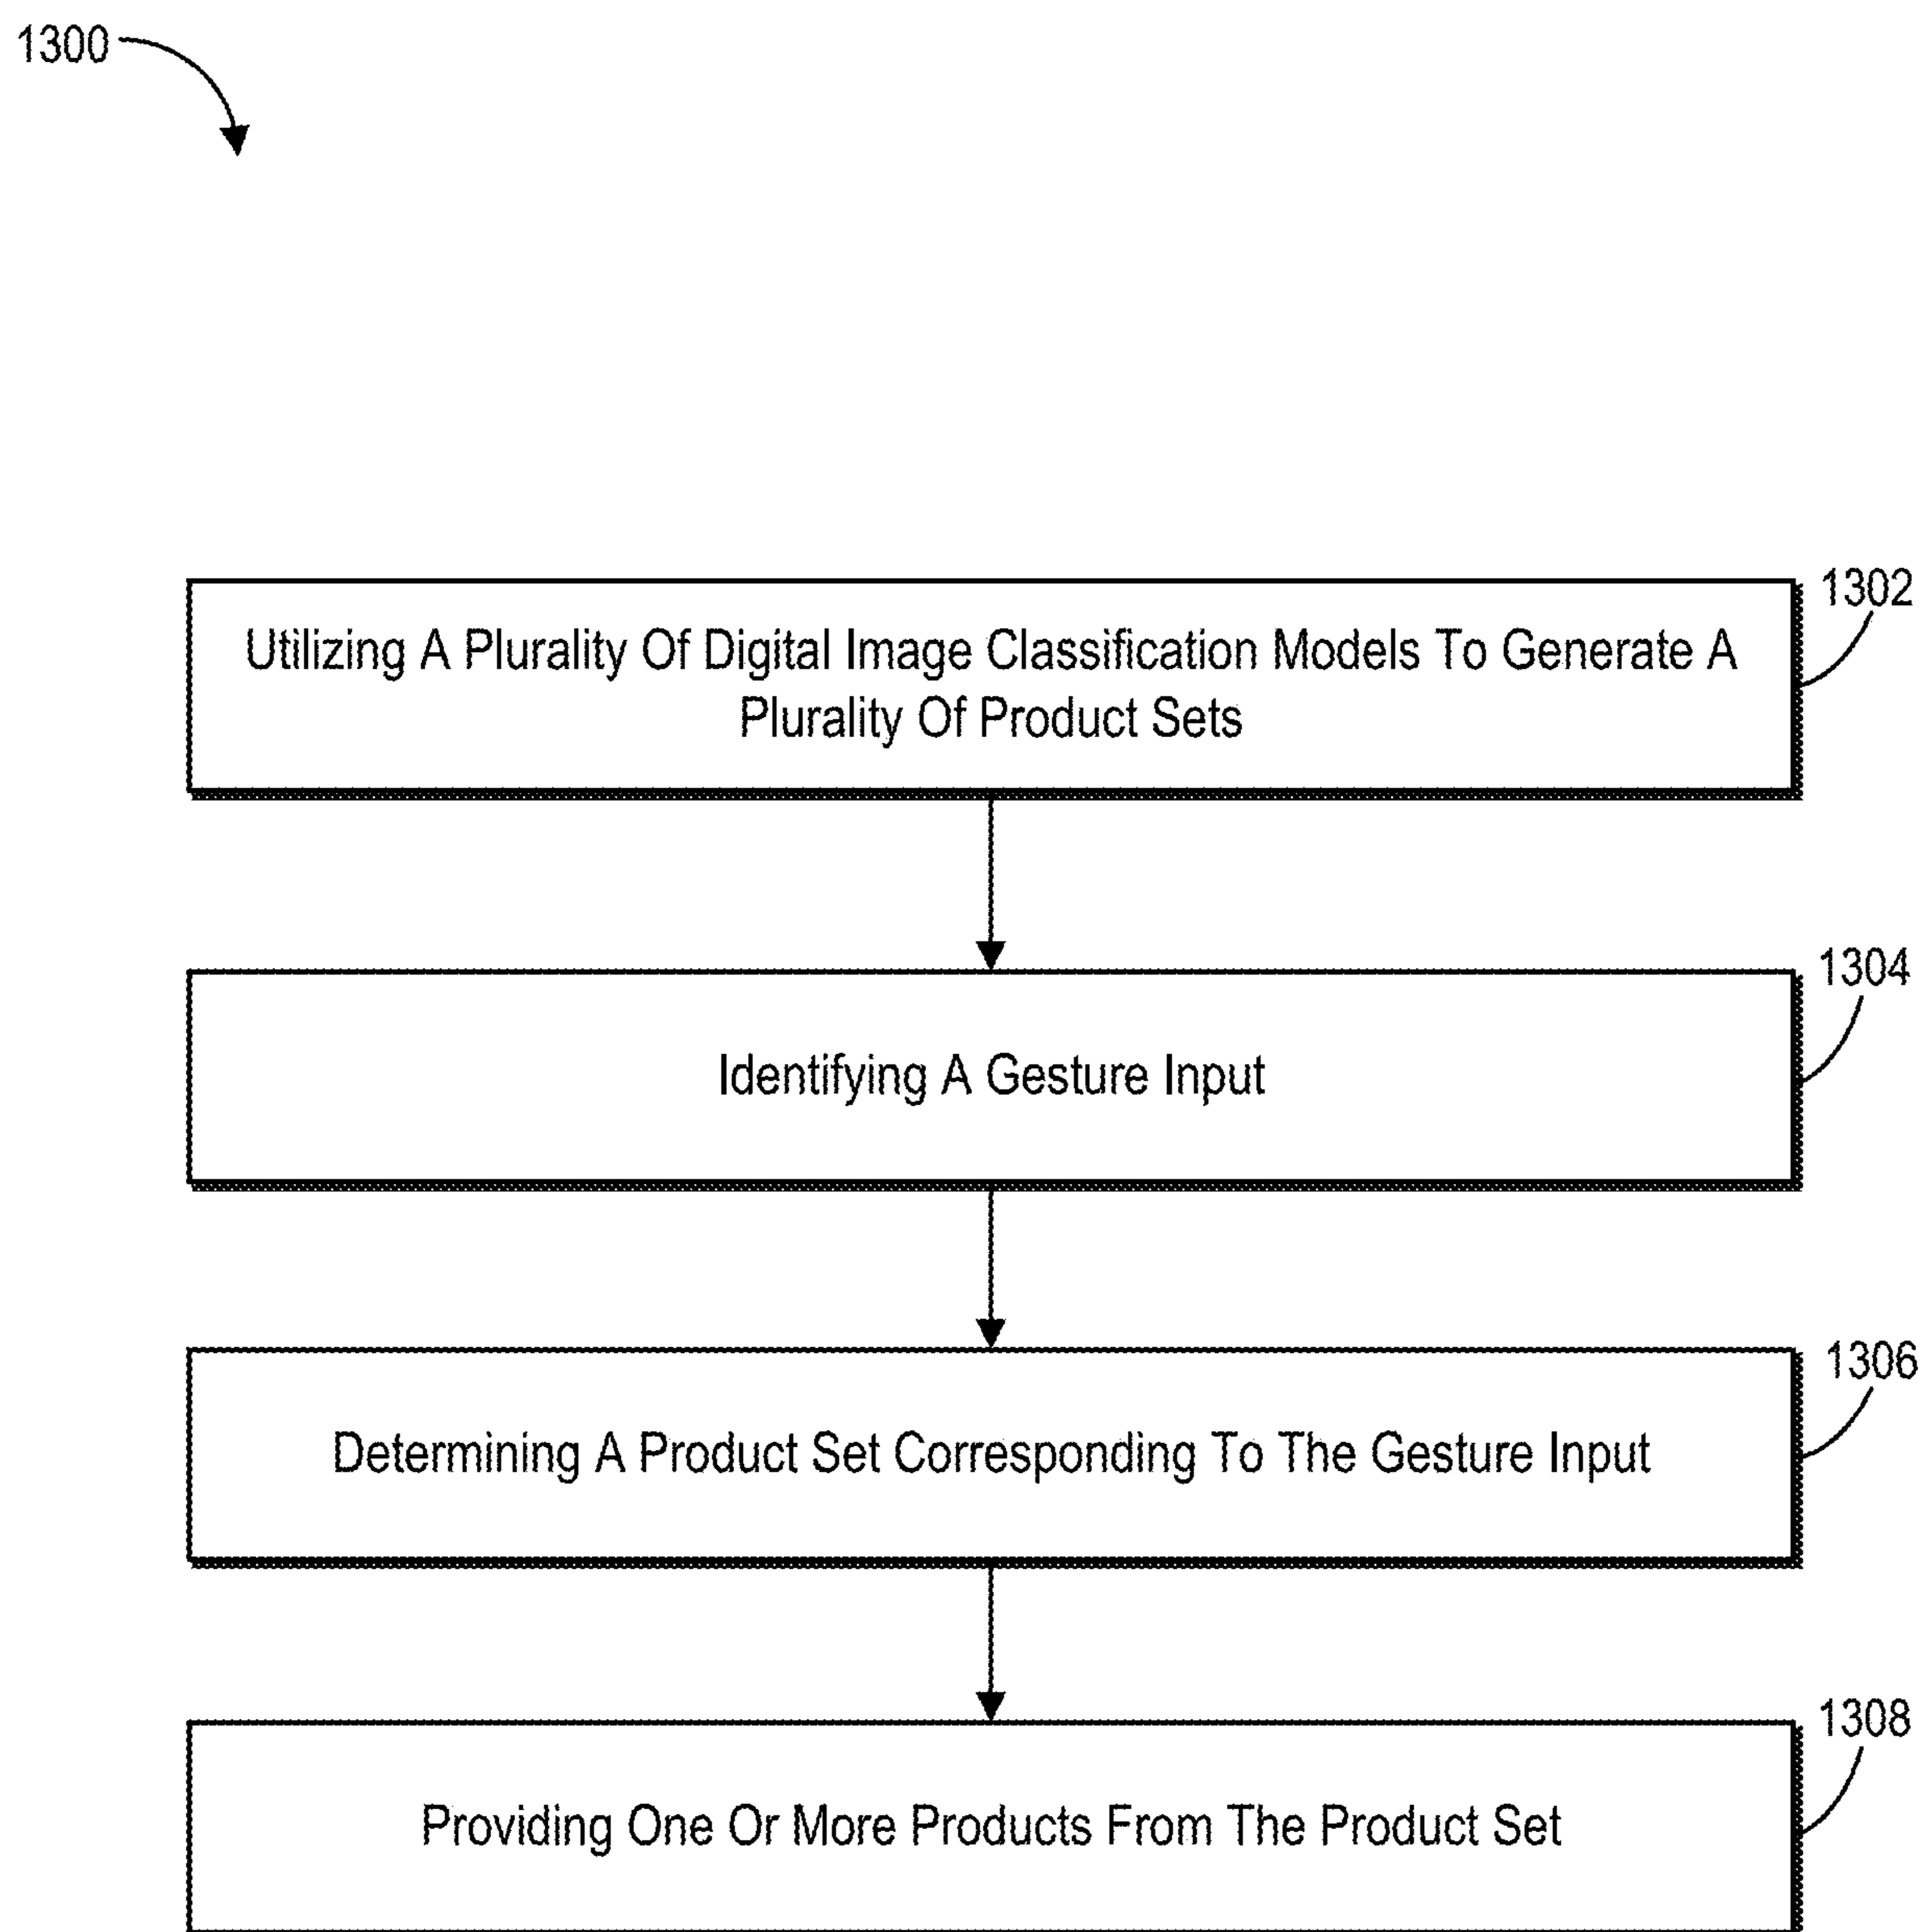 1300
1302
Utilizing A Plurality Of Digital Image Classification Models To Generate A
Plurality Of Product Sets
1304
Identifying A Gesture Input
1306
Determining A Product Set Corresponding To The Gesture Input
1308
Providing One Or More Products From The Product Set